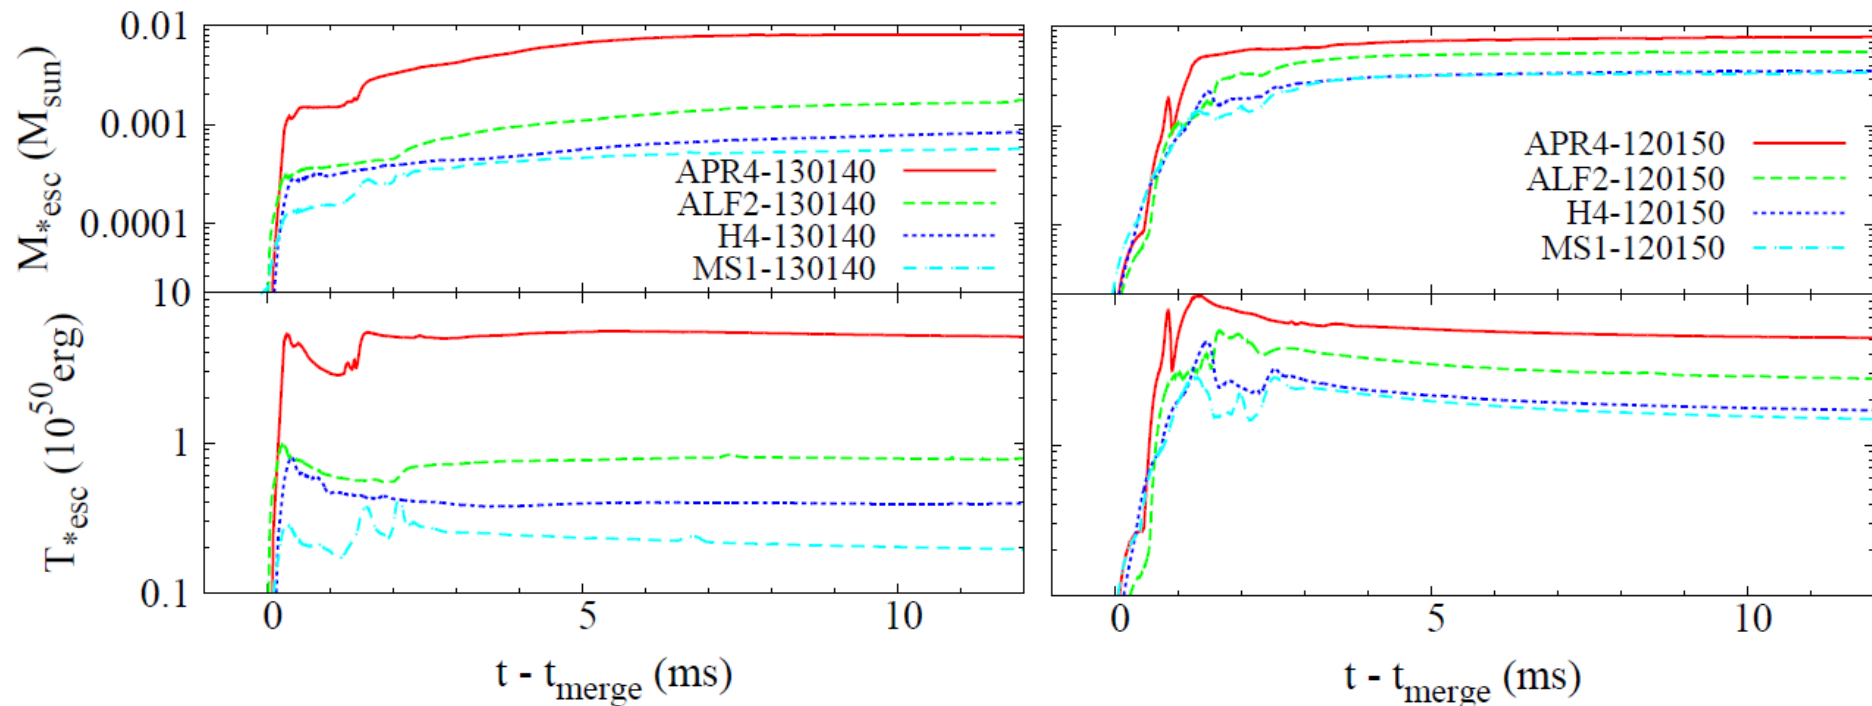 M*esc (Msun)
0.01
0.001
0.0001
APR4-130140
ALF2-130140
H4-130140
MS1-130140
APR4-120150
ALF2-120150
H4-120150
MS1-120150
T*esc (10^50 erg)
10
1
0.1
0 5 10
0 5 10
t - tmerge (ms)
t - tmerge (ms)